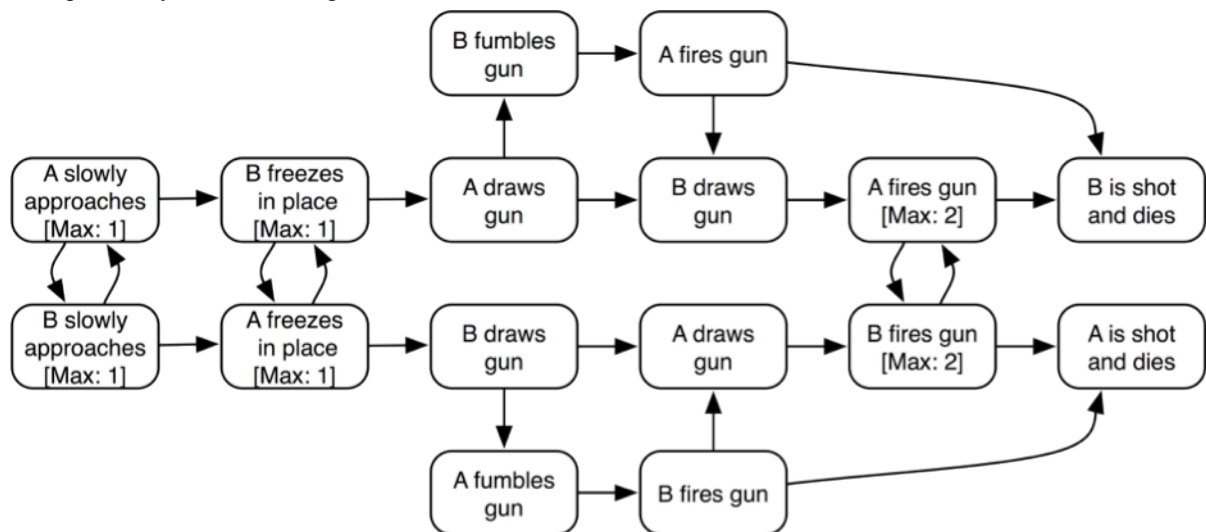 B fumbles
gun
A fires gun
A slowly
approaches
[Max: 1]
B freezes
in place
[Max: 1]
A draws
gun
B draws
gun
A fires gun
[Max: 2]
B is shot
and dies
B slowly
approaches
[Max: 1]
A freezes
in place
[Max: 1]
B draws
gun
A draws
gun
B fires gun
[Max: 2]
A is shot
and dies
A fumbles
gun
B fires gun